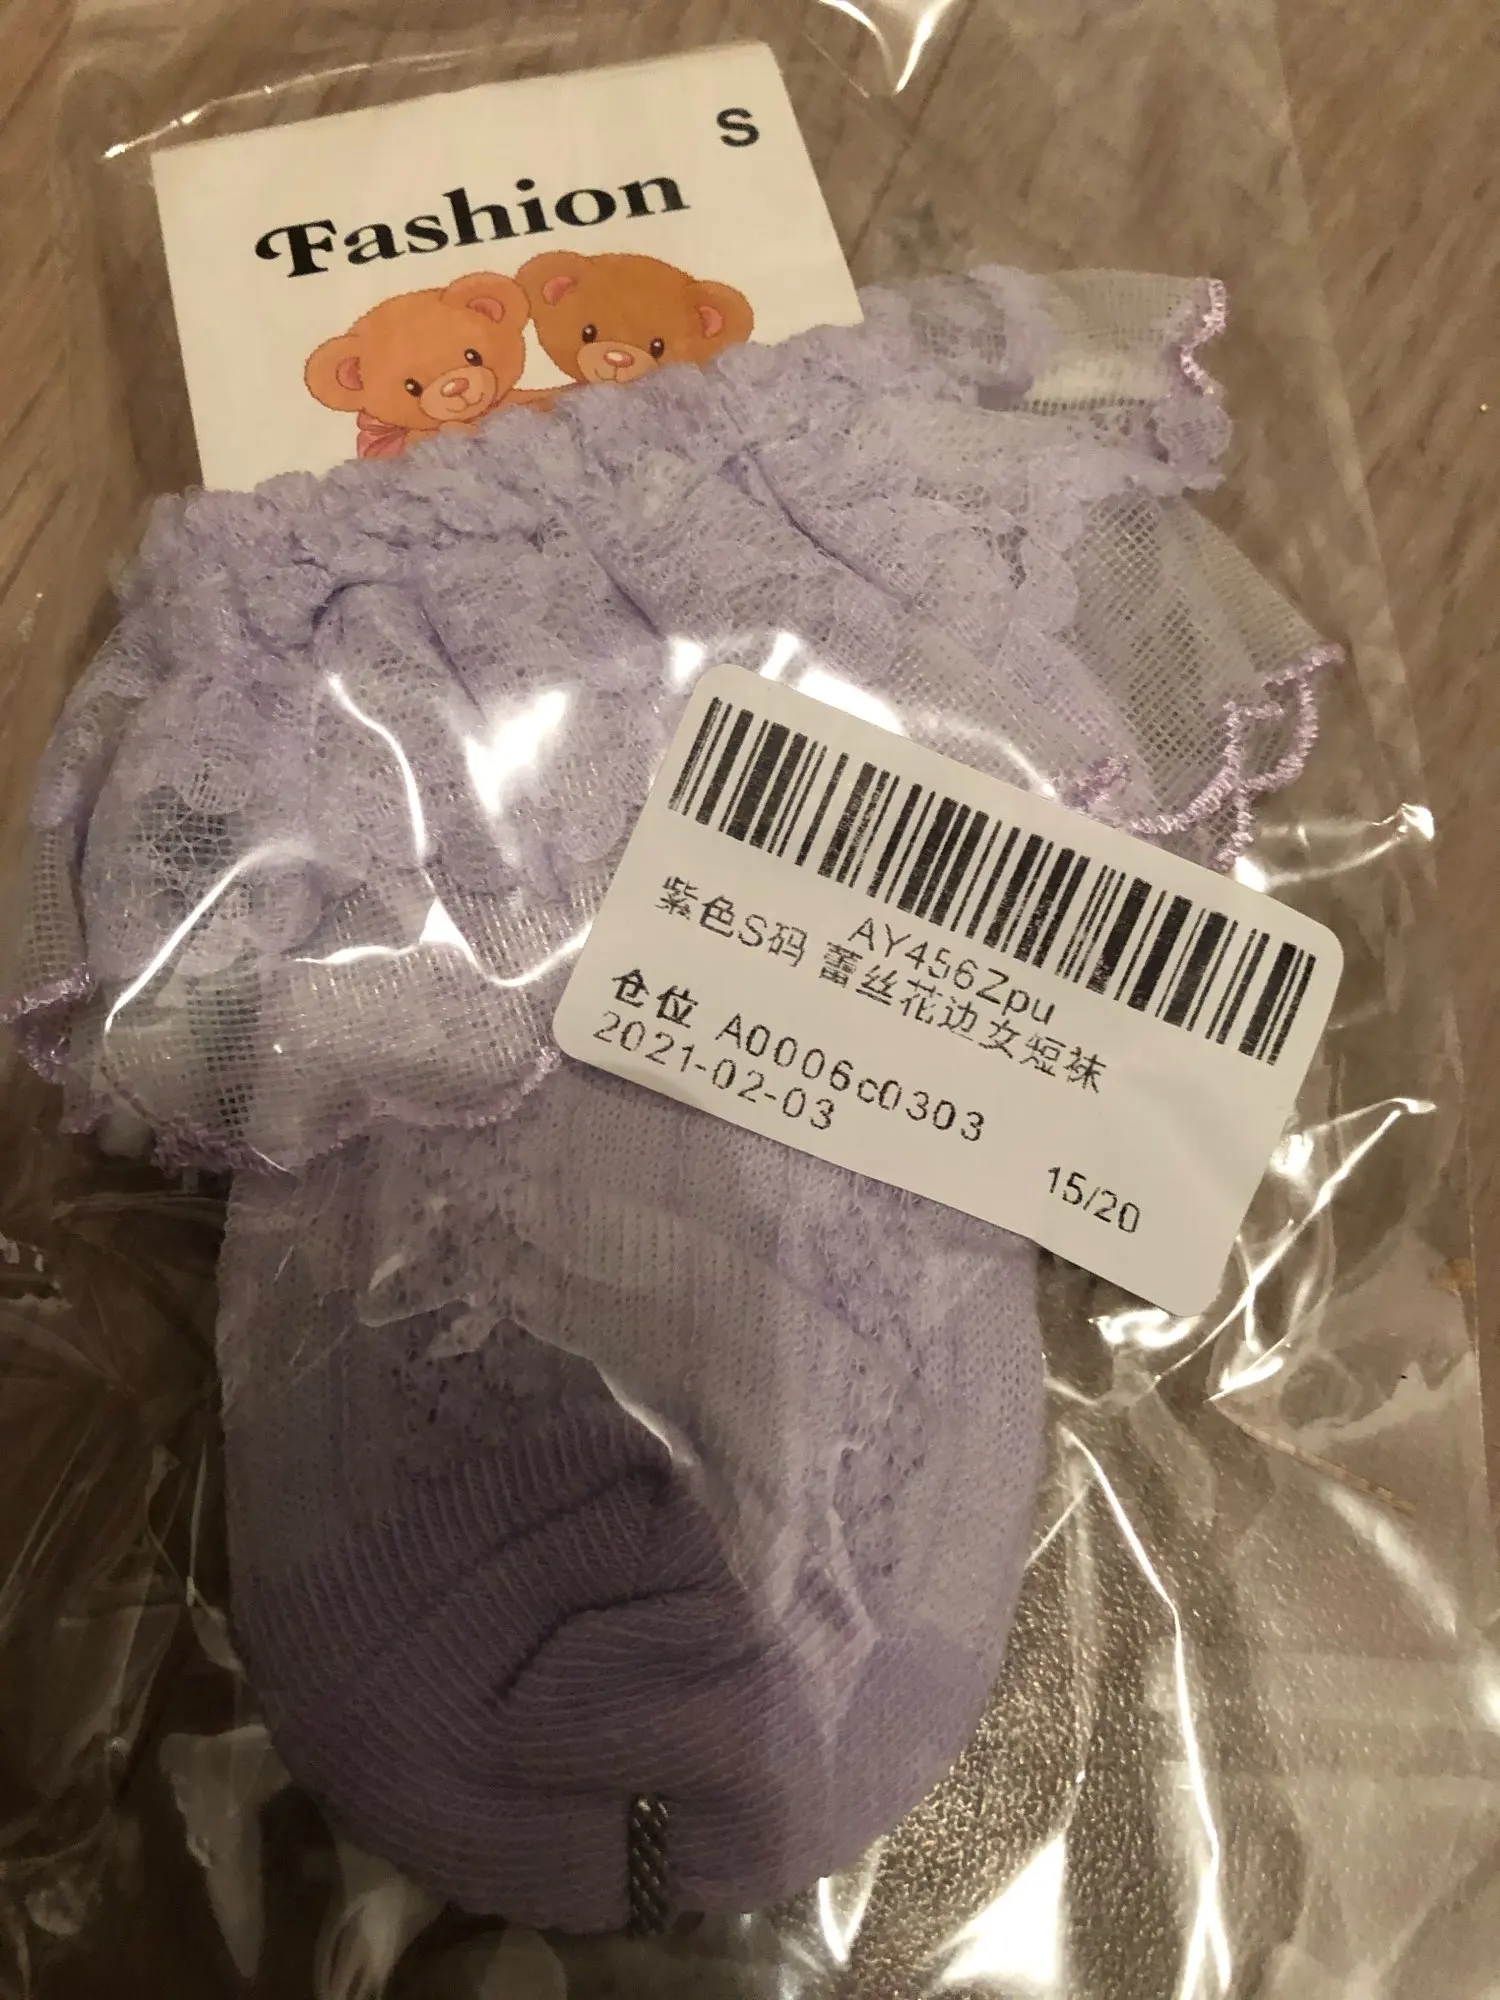 S
Fashion
AY456Zpu
紫色S码 蕾丝花边女短袜
仓位 A0006c0303
2021-02-03
15/20